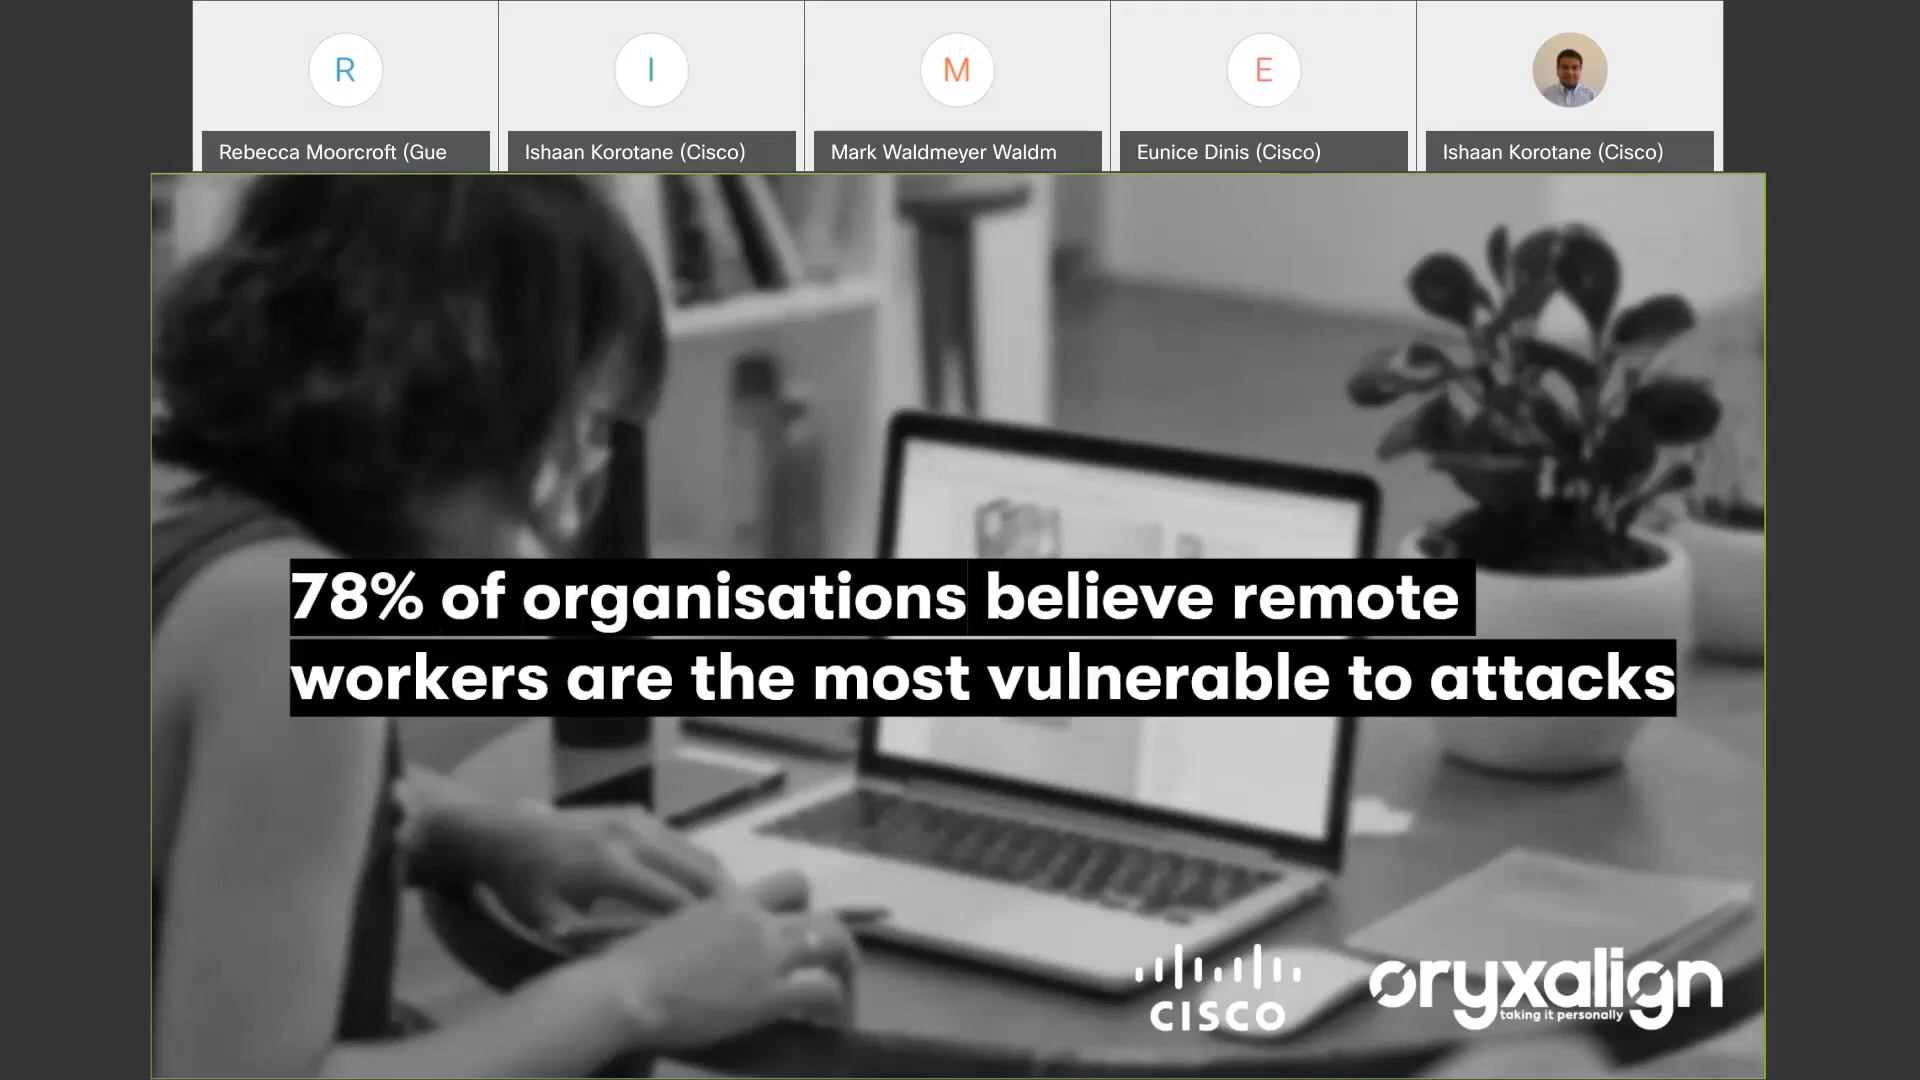 R
I
M
E
Rebecca Moorcroft (Gue
Ishaan Korotane (Cisco)
Mark Waldmeyer Waldm
Eunice Dinis (Cisco)
Ishaan Korotane (Cisco)
78% of organisations believe remote
workers are the most vulnerable to attacks
CISCO
oryxalign
taking it personally